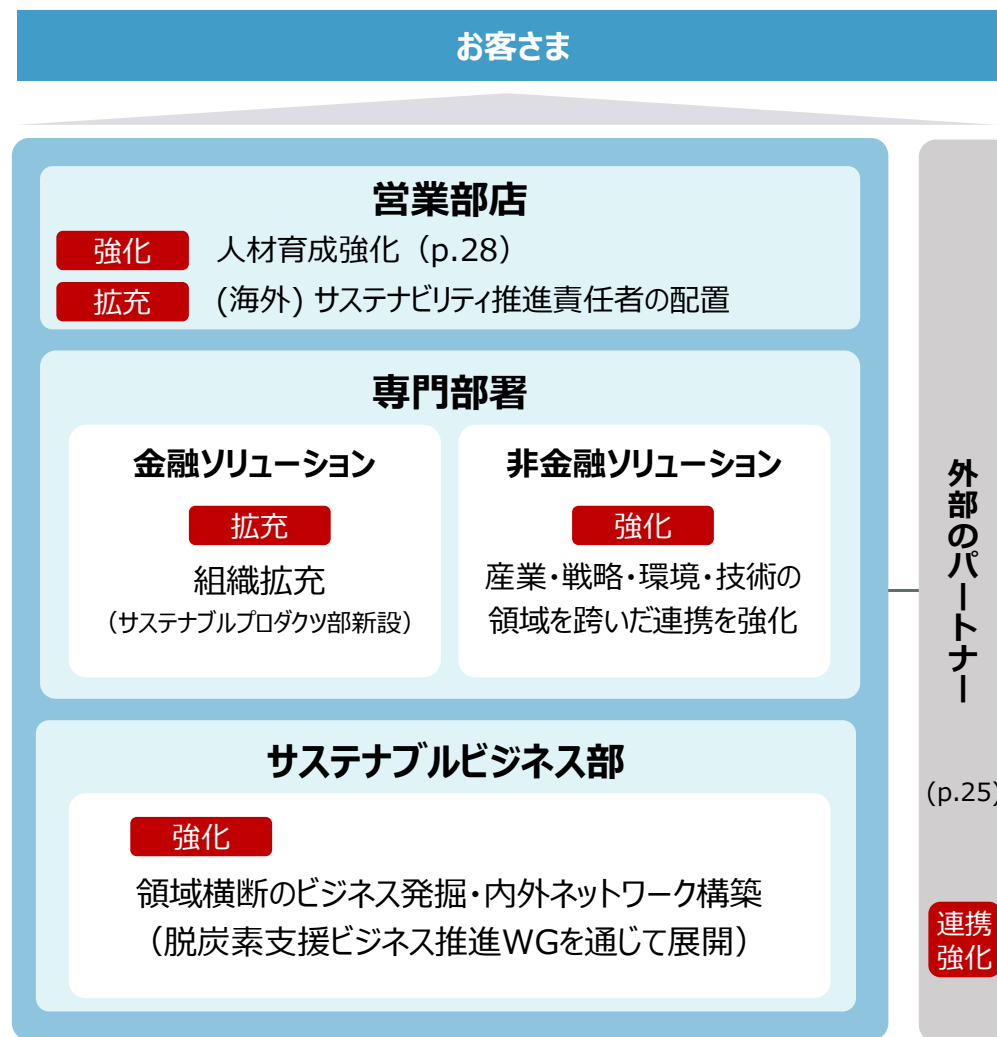 お客さま
営業部店
強化 人材育成強化（p.28）
拡充 (海外) サステナビリティ推進責任者の配置
専門部署
金融ソリューション
拡充
組織拡充
（サステナブルプロダクツ部新設）
非金融ソリューション
強化
産業・戦略・環境・技術の
領域を跨いだ連携を強化
サステナブルビジネス部
強化
領域横断のビジネス発掘・内外ネットワーク構築
（脱炭素支援ビジネス推進WGを通じて展開）
外部のパートナー
(p.25)
連携
強化